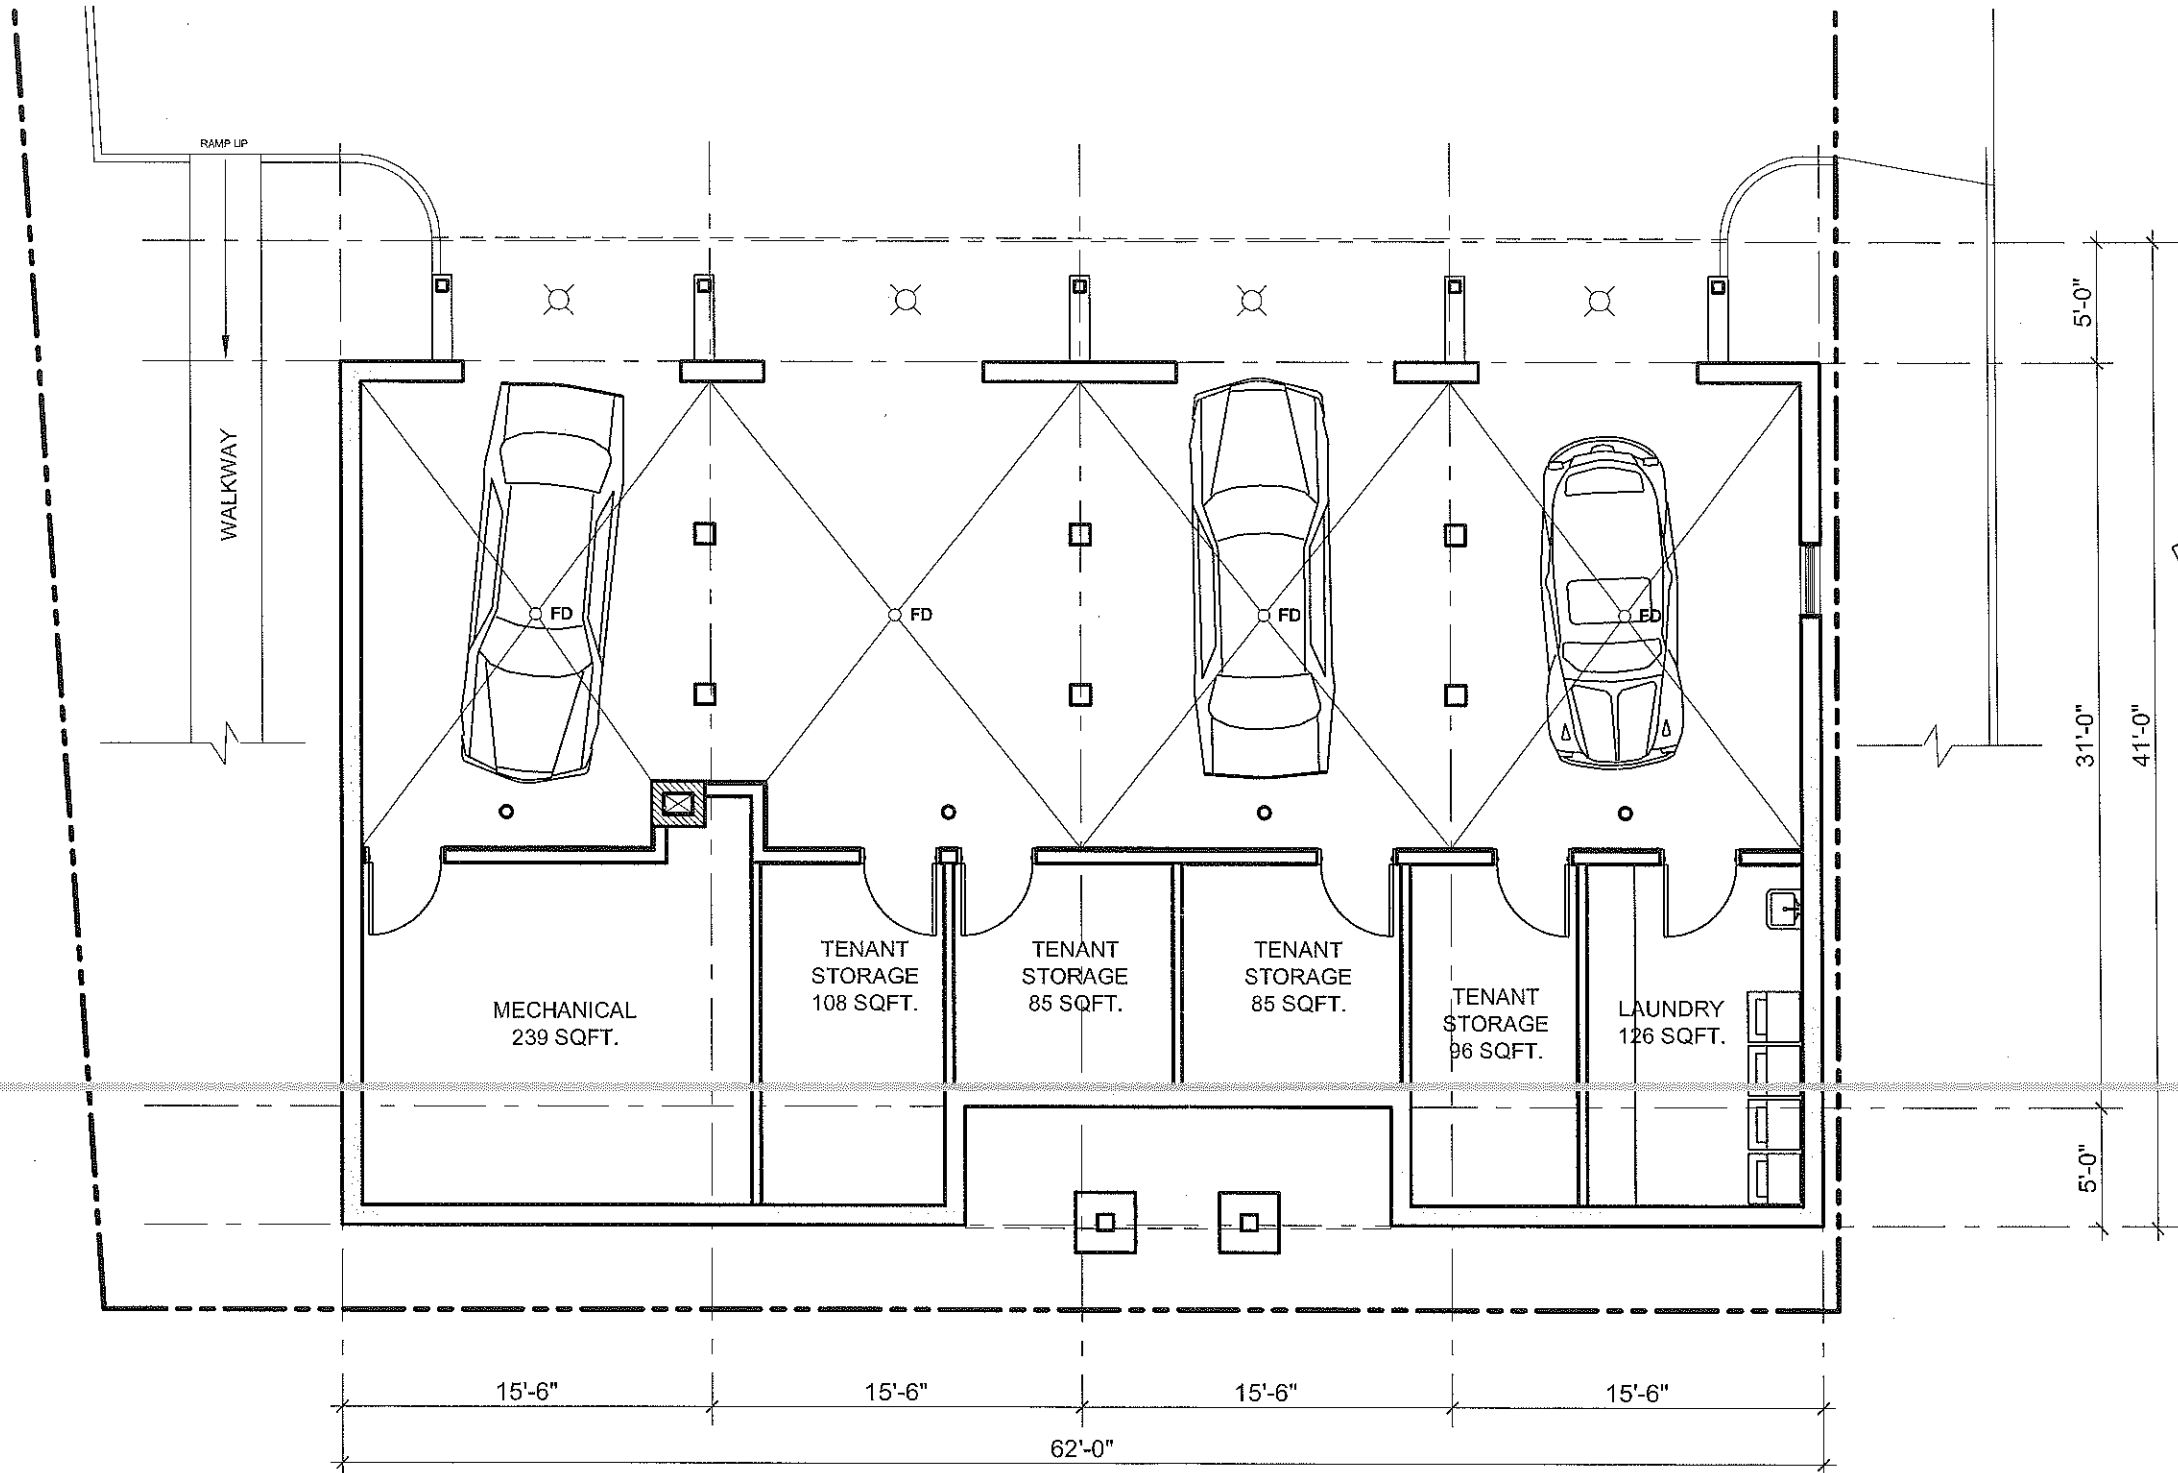 RAMP UP
WALKWAY
5'-0"
31'-0"
41'-0"
FD
FD
FD
FD
TENANT
STORAGE
108 SQFT.
TENANT
STORAGE
85 SQFT.
TENANT
STORAGE
85 SQFT.
TENANT
STORAGE
96 SQFT.
MECHANICAL
239 SQFT.
LAUNDRY
126 SQFT.
5'-0"
15'-6"
15'-6"
15'-6"
15'-6"
62'-0"